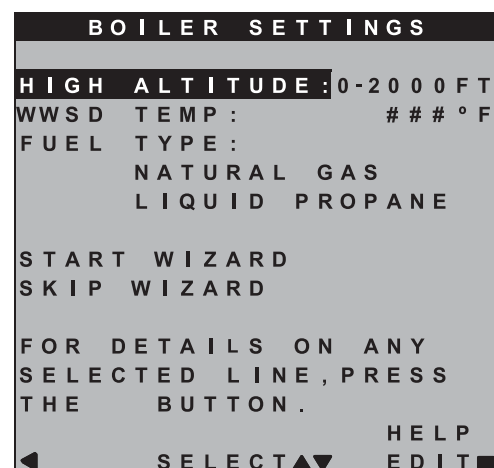 BOILER SETTINGS
HIGH ALTITUDE:0-2000FT
WWSD TEMP: ###°F
FUEL TYPE:
NATURAL GAS
LIQUID PROPANE
START WIZARD
SKIP WIZARD
FOR DETAILS ON ANY
SELECTED LINE,PRESS
THE BUTTON.
HELP
◀ SELECT▲▼ EDIT■